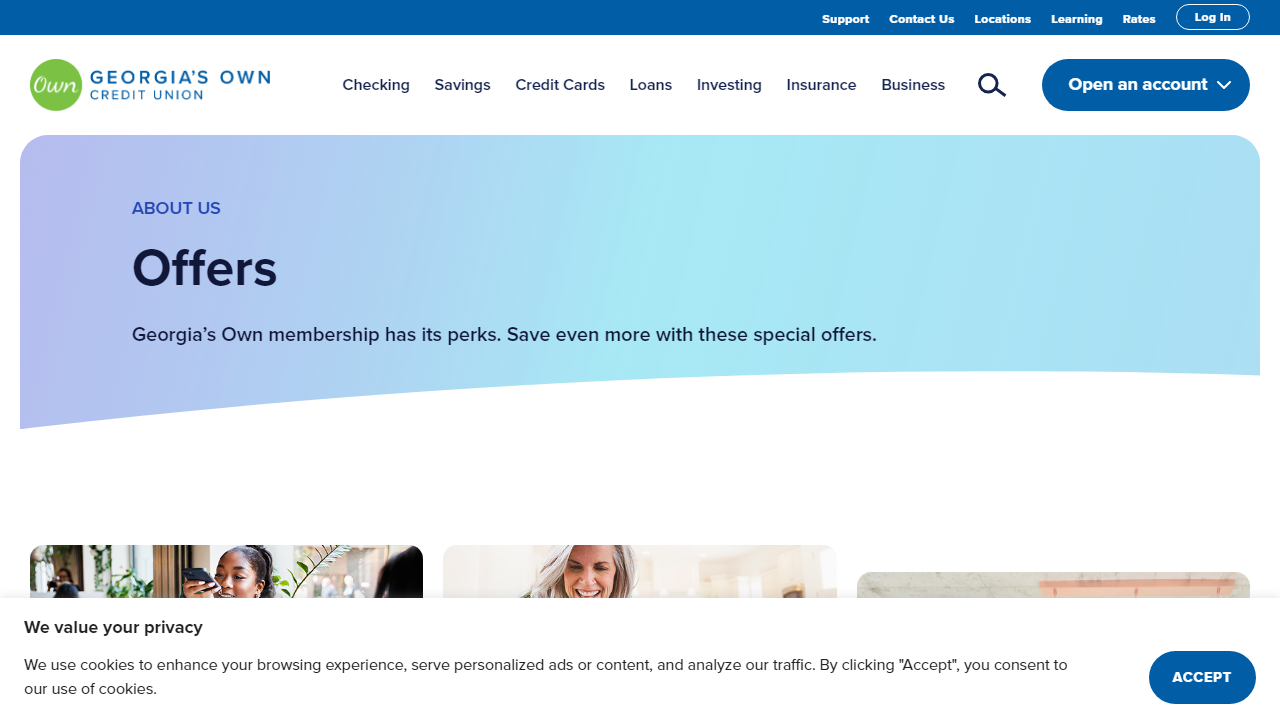 Support Contact Us Locations Learning Rates Log In
Own GEORGIA'S OWN
CREDIT UNION
Checking Savings Credit Cards Loans Investing Insurance Business Open an account
ABOUT US
Offers
Georgia’s Own membership has its perks. Save even more with these special offers.
We value your privacy
We use cookies to enhance your browsing experience, serve personalized ads or content, and analyze our traffic. By clicking "Accept", you consent to
our use of cookies.
ACCEPT